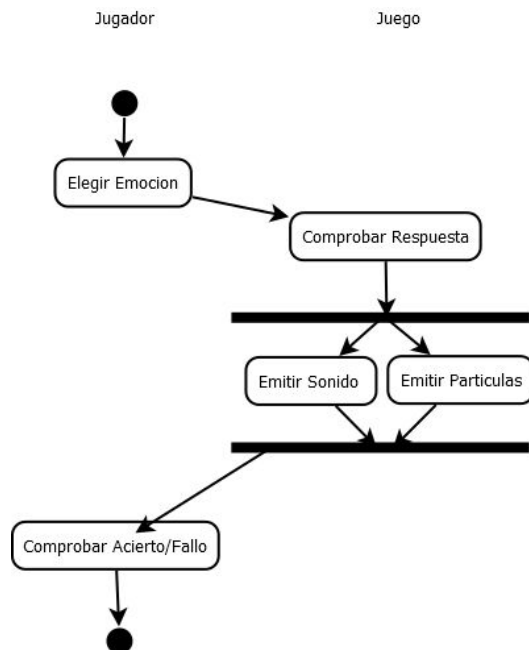 Jugador
Juego
Elegir Emocion
Comprobar Respuesta
Emitir Sonido
Emitir Particulas
Comprobar Acierto/Fallo